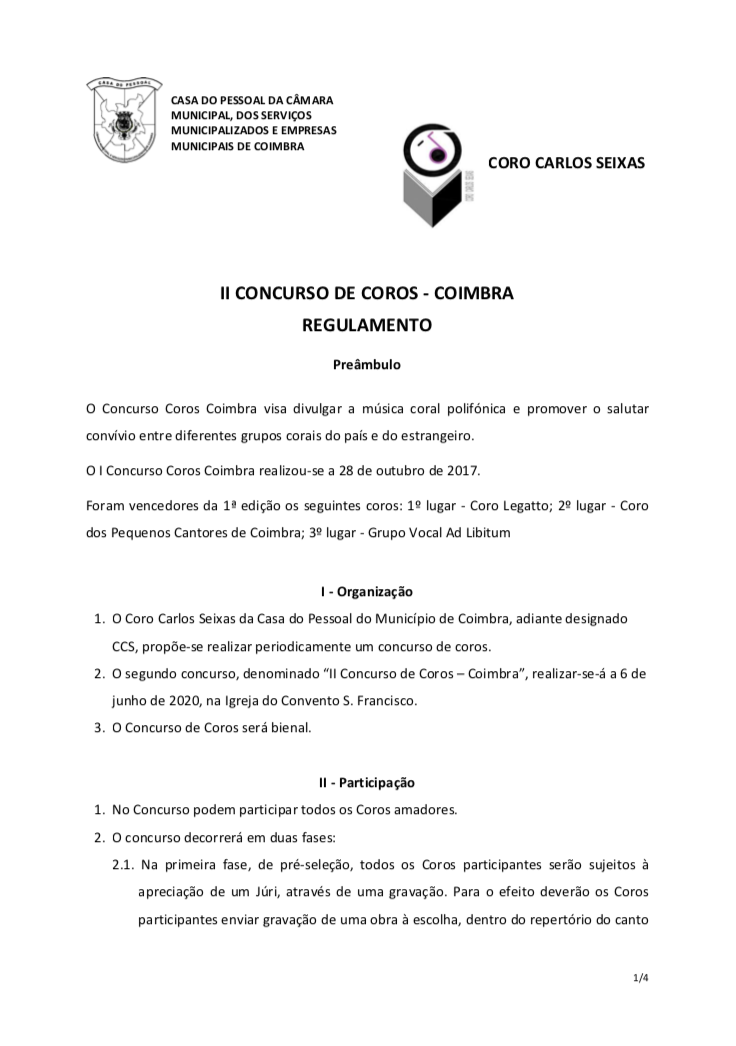 CASA DO PESSOAL
CASA DO PESSOAL DA CÂMARA
MUNICIPAL, DOS SERVIÇOS
MUNICIPALIZADOS E EMPRESAS
MUNICIPAIS DE COIMBRA
CORO CARLOS SEIXAS
CORO CARLOS SEIXAS
II CONCURSO DE COROS - COIMBRA
REGULAMENTO
Preâmbulo
O Concurso Coros Coimbra visa divulgar a música coral polifónica e promover o salutar
convívio entre diferentes grupos corais do país e do estrangeiro.
O I Concurso Coros Coimbra realizou-se a 28 de outubro de 2017.
Foram vencedores da 1ª edição os seguintes coros: 1º lugar - Coro Legatto; 2º lugar - Coro
dos Pequenos Cantores de Coimbra; 3º lugar - Grupo Vocal Ad Libitum
I - Organização
1. O Coro Carlos Seixas da Casa do Pessoal do Município de Coimbra, adiante designado
CCS, propõe-se realizar periodicamente um concurso de coros.
2. O segundo concurso, denominado “II Concurso de Coros – Coimbra”, realizar-se-á a 6 de
junho de 2020, na Igreja do Convento S. Francisco.
3. O Concurso de Coros será bienal.
II - Participação
1. No Concurso podem participar todos os Coros amadores.
2. O concurso decorrerá em duas fases:
2.1. Na primeira fase, de pré-seleção, todos os Coros participantes serão sujeitos à
apreciação de um Júri, através de uma gravação. Para o efeito deverão os Coros
participantes enviar gravação de uma obra à escolha, dentro do repertório do canto
1/4